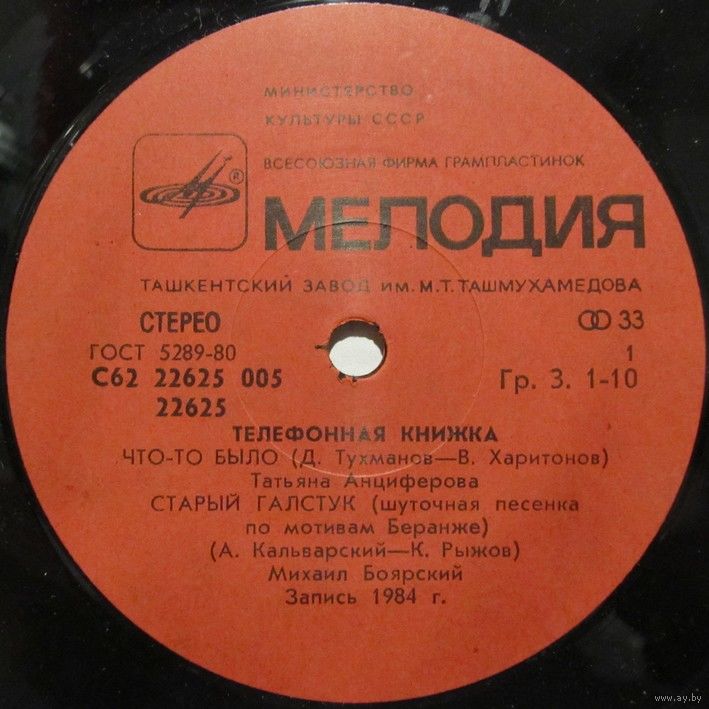 МИНИСТЕРСТВО
КУЛЬТУРЫ СССР
ВСЕСОЮЗНАЯ ФИРМА ГРАМПЛАСТИНОК
®
МЕЛОДИЯ
ТАШКЕНТСКИЙ ЗАВОД ИМ. М. Т. ТАШМУХАМЕДОВА
СТЕРЕО 33
ГОСТ 5289-80 1
С62 22625 005 Гр. 3. 1-10
22625
ТЕЛЕФОННАЯ КНИЖКА
ЧТО-ТО БЫЛО (Д. Тухманов—В. Харитонов)
Татьяна Анциферова
СТАРЫЙ ГАЛСТУК (шуточная песенка
по мотивам Беранже)
(А. Кальварский—К. Рыжов)
Михаил Боярский
Запись 1984 г.
www.ay.by